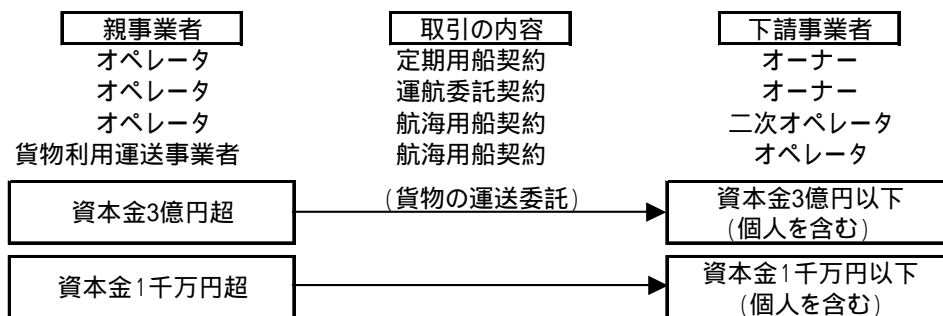 親事業者 取引の内容 下請事業者
オペレータ 定期用船契約 オーナー
オペレータ 運航委託契約 オーナー
オペレータ 航海用船契約 二次オペレータ
貨物利用運送事業者 航海用船契約 オペレータ
資本金3億円超 (貨物の運送委託) 資本金3億円以下
(個人を含む)
資本金1千万円超 資本金1千万円以下
(個人を含む)